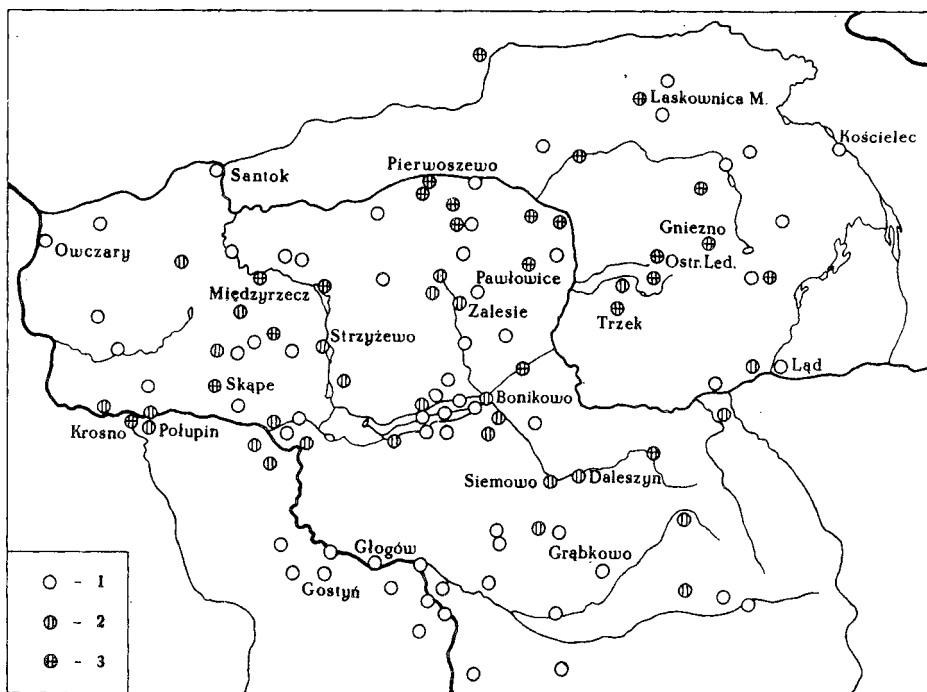 Laskownica M.
Kościelec
Pierwoszewo
Santok
Gniezno
Owczary
Ostr. Led.
Pawłowice
Międzyrzecz
Zalesie
Trzek
Strzyżewo
Ląd
Skąpe
Bonikowo
Krosno
Połupin
Siemowo
Daleszyn
Głogów
Grąbkowo
Gostyń
- 1
- 2
- 3